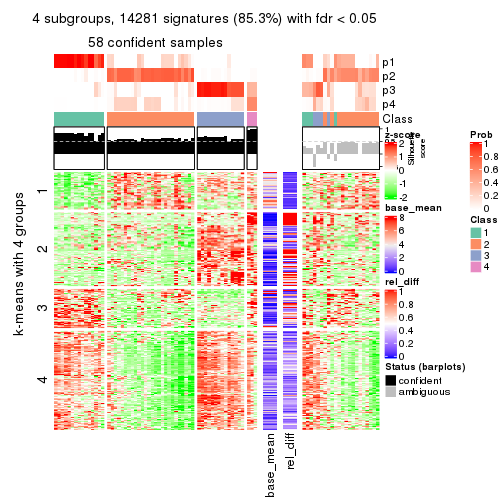 4 subgroups, 14281 signatures (85.3%) with fdr < 0.05
58 confident samples
p1
p2
p3
p4
Class
Silhouette
score
1
k-means with 4 groups
1
2
3
4
base_mean
rel_diff
z-score
2
1
0
-1
-2
base_mean
8
6
4
2
0
rel_diff
1
0.8
0.6
0.4
0.2
0
Status (barplots)
confident
ambiguous
Prob
1
0.8
0.6
0.4
0.2
0
Class
1
2
3
4